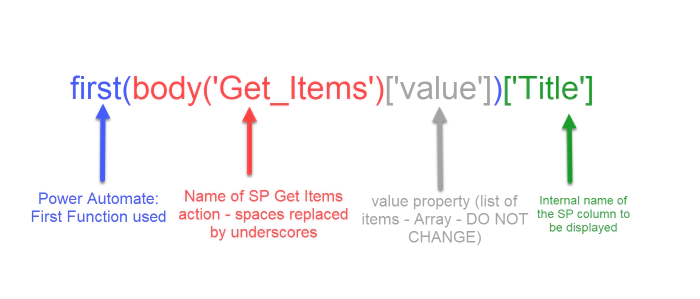 first(body('Get_Items')['value'])['Title']
Power Automate:
First Function used
Name of SP Get Items
action - spaces replaced
by underscores
value property (list of
items - Array - DO NOT
CHANGE)
Internal name of
the SP column to
be displayed